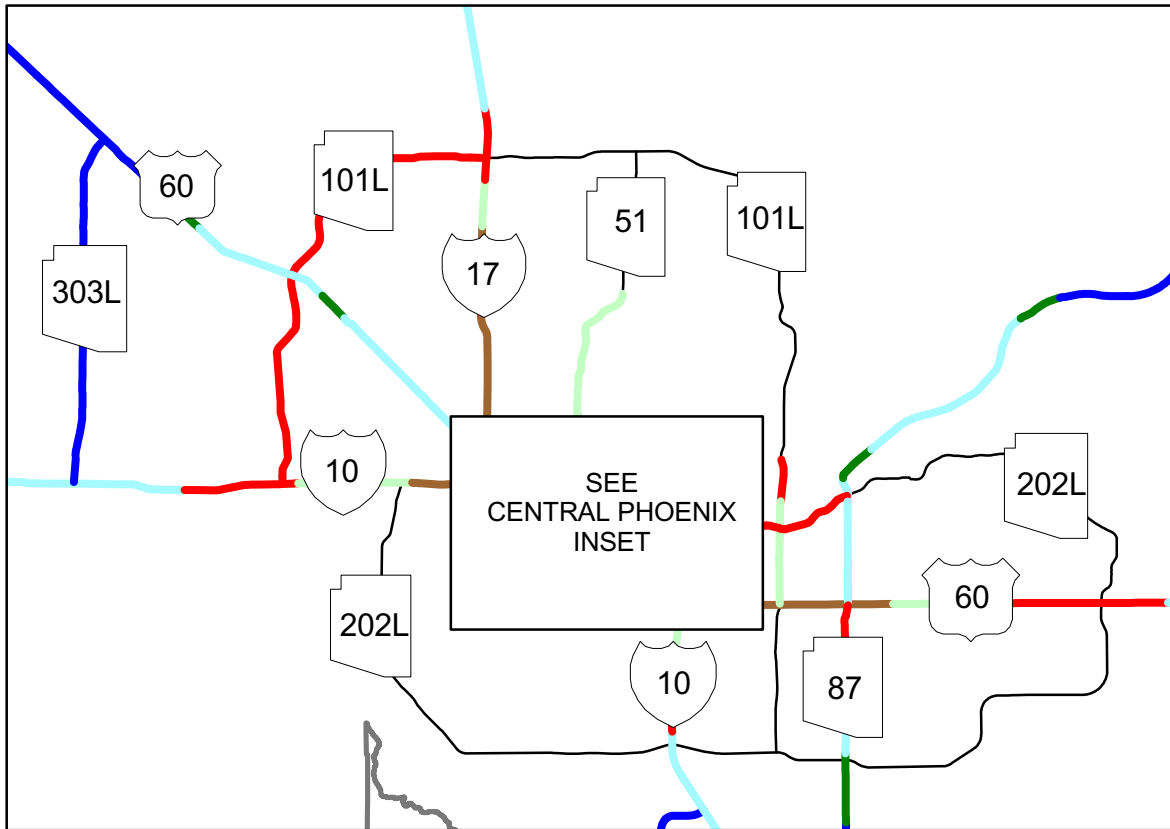 60
101L
51
101L
17
303L
10
SEE
CENTRAL PHOENIX
INSET
202L
60
202L
10
87